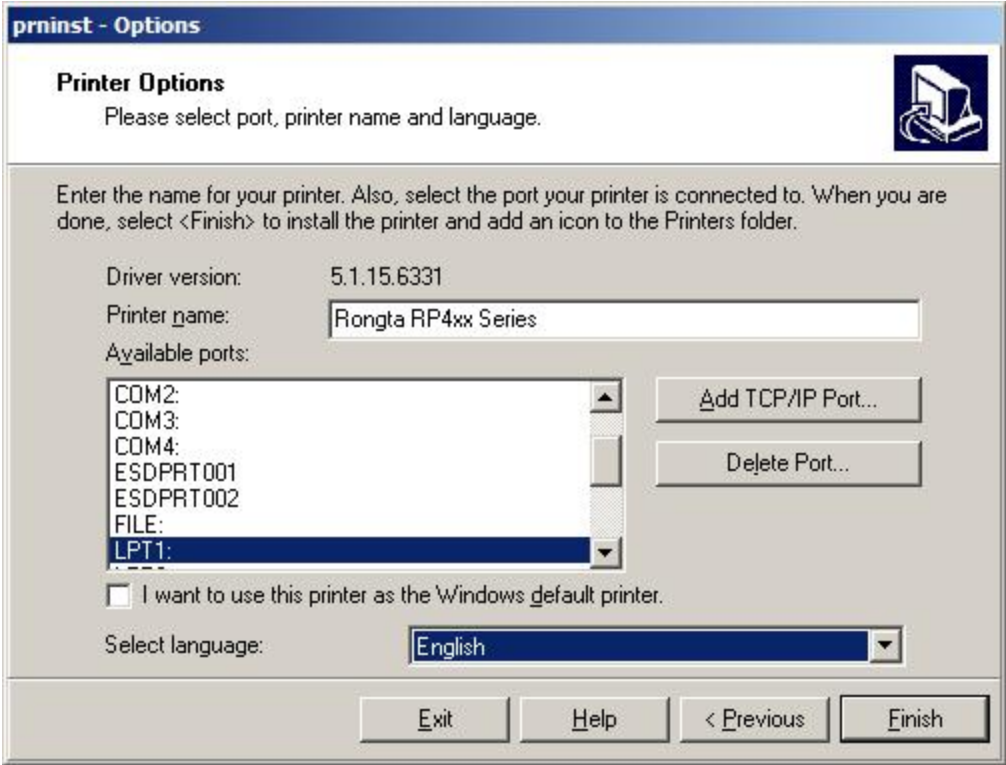 prninst - Options
Printer Options
Please select port, printer name and language.
Enter the name for your printer. Also, select the port your printer is connected to. When you are
done, select <Finish> to install the printer and add an icon to the Printers folder.
Driver version: 5.1.15.6331
Printer name: Rongta RP4xx Series
Available ports:
COM2:
COM3:
COM4:
ESDPRT001
ESDPRT002
FILE:
LPT1:
Add TCP/IP Port...
Delete Port...
I want to use this printer as the Windows default printer.
Select language: English
Exit Help < Previous Finish